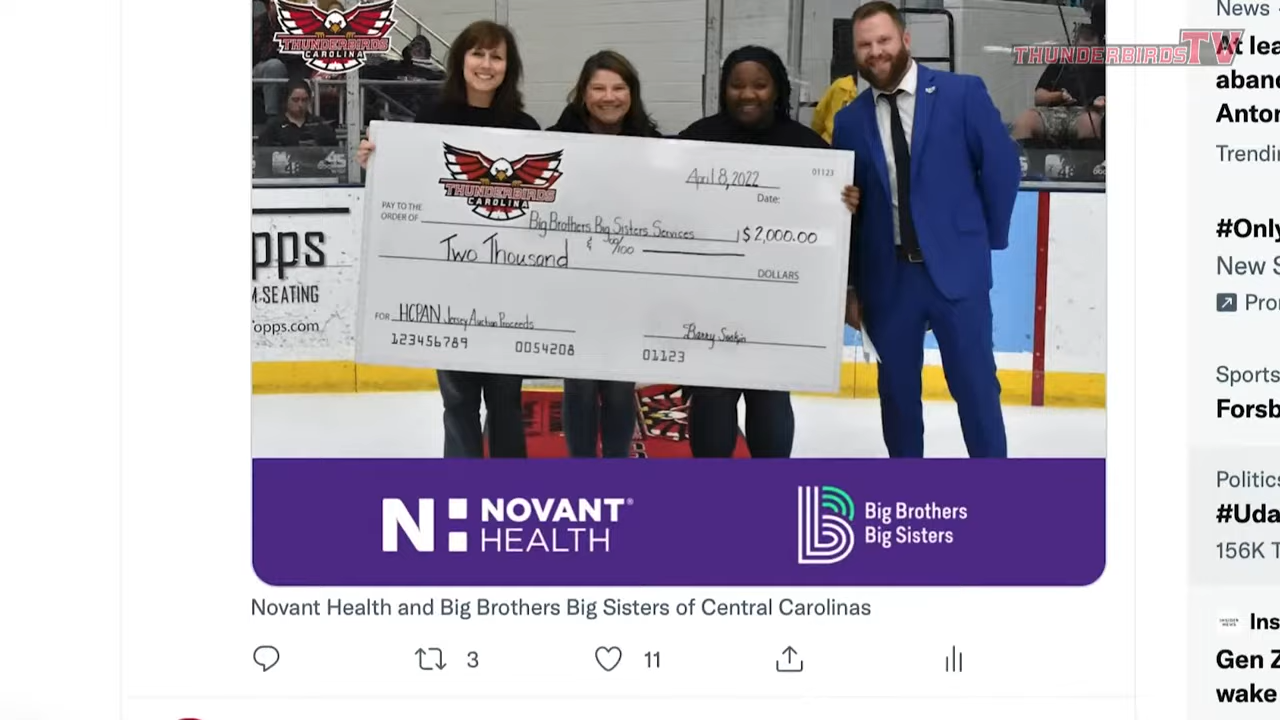 THUNDERBIRDS
CAROLINA
THUNDERBIRDS TV
News
At lea
aband
Anton
Trendin
#Only
New S
Pro
Sports
Forsb
Politics
#Uda
156K T
Ins
Gen Z
wake
THUNDERBIRDS
CAROLINA
April 8, 2022
01123
Date:
PAY TO THE
ORDER OF
Big Brothers Big Sisters Services
$ 2,000.00
Two Thousand & 00/100
DOLLARS
FOR HCPAN Jersey Auction Proceeds
123456789 0054208 01123
pps
M-SEATING
opps.com
NOVANT
HEALTH
Big Brothers
Big Sisters
Novant Health and Big Brothers Big Sisters of Central Carolinas
3 11